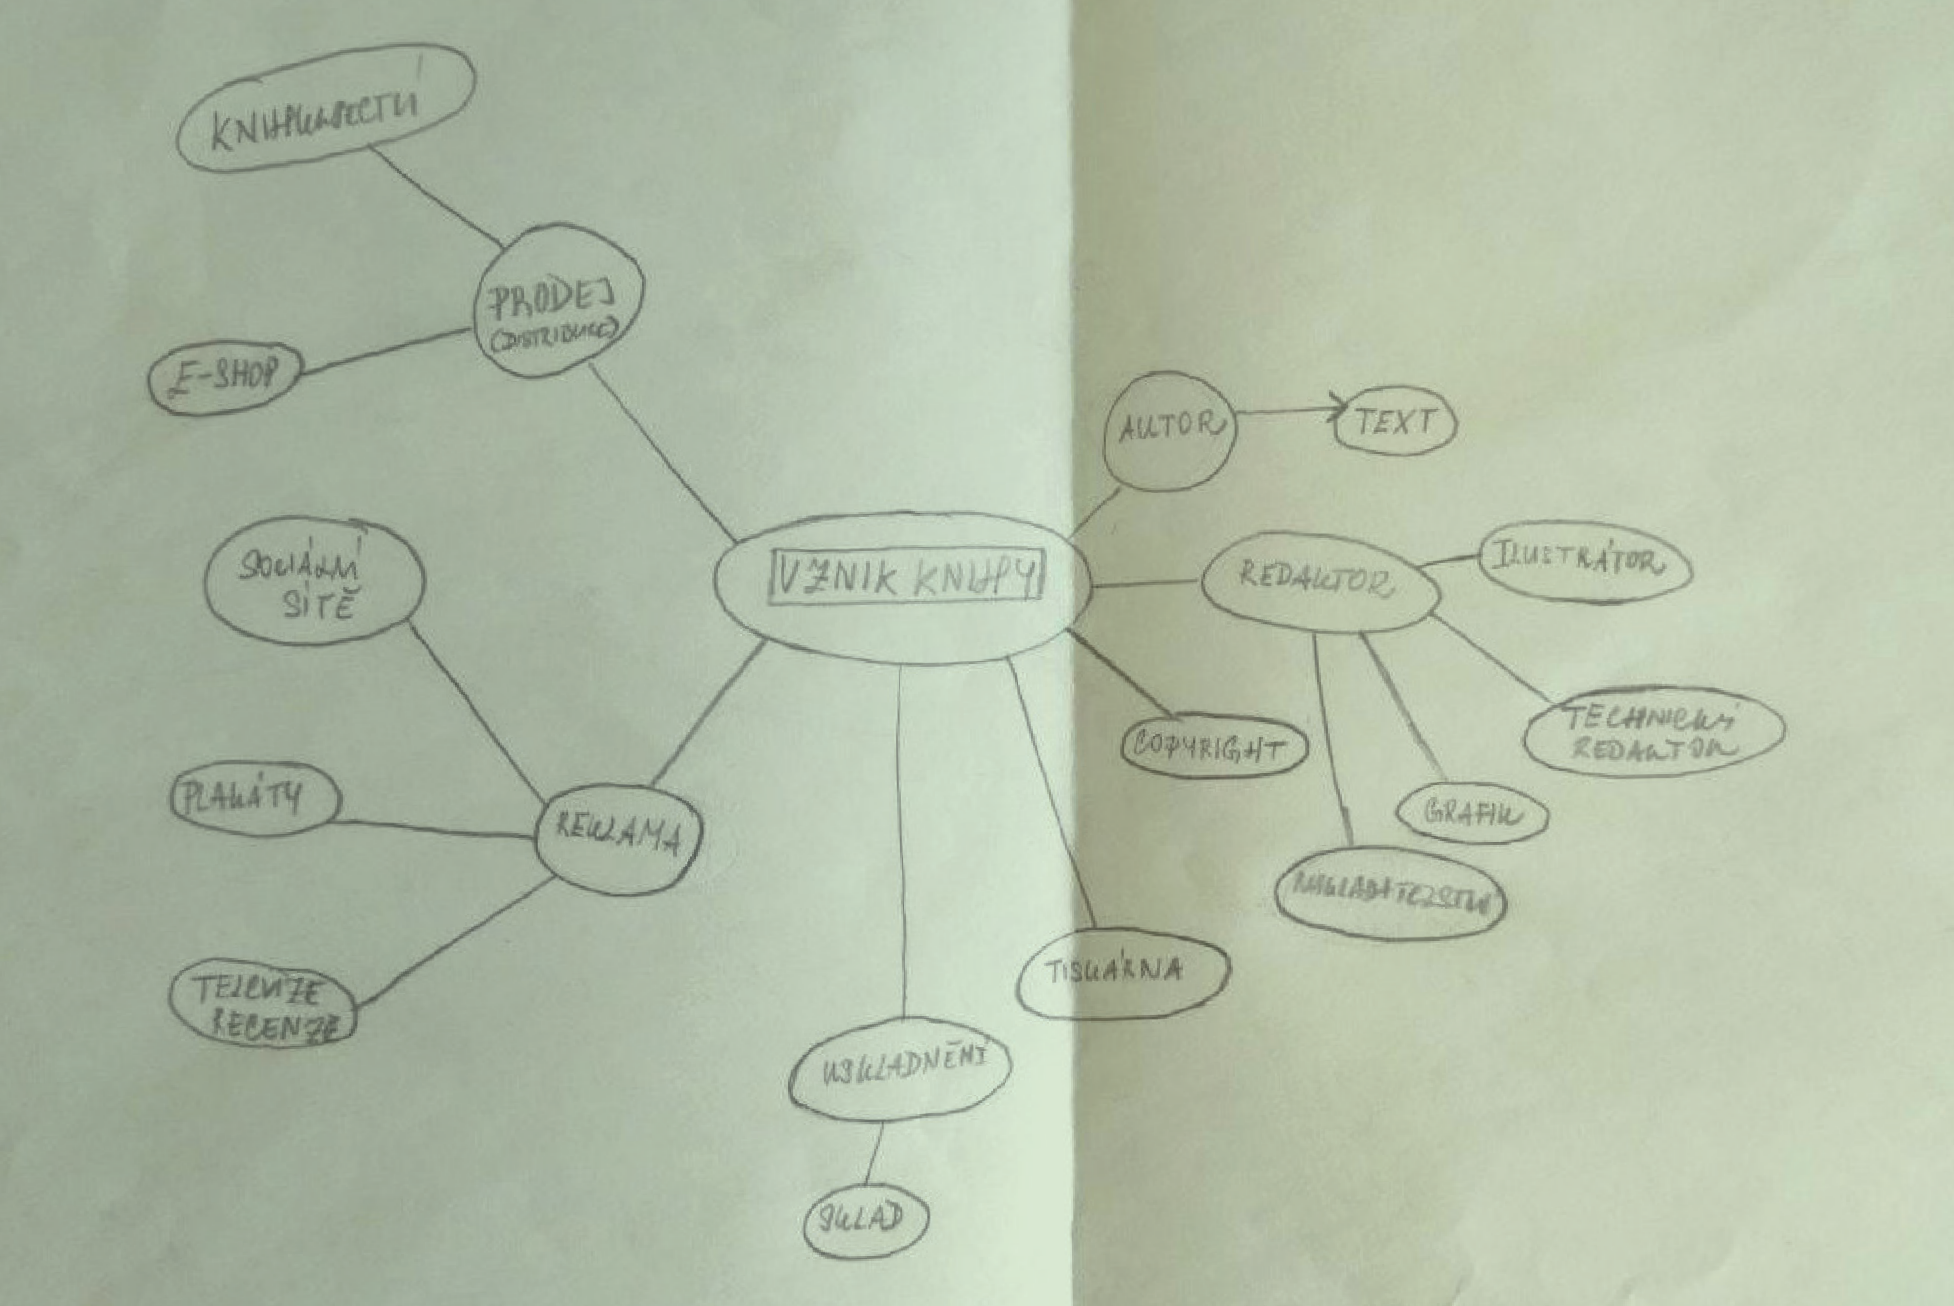 KNIHKUPECTVÍ
PRODEJ
(DISTRIBUCE)
E-SHOP
AUTOR
TEXT
SOCIÁLNÍ
SÍTĚ
VZNIK KNIHY
REDAKTOR
ILUSTRÁTOR
TECHNICKÝ
REDAKTOR
COPYRIGHT
PLAKÁTY
REKLAMA
GRAFIK
NAKLADATELSTVÍ
TELEVIZE
RECENZE
TISKÁRNA
USKLADNĚNÍ
SKLAD